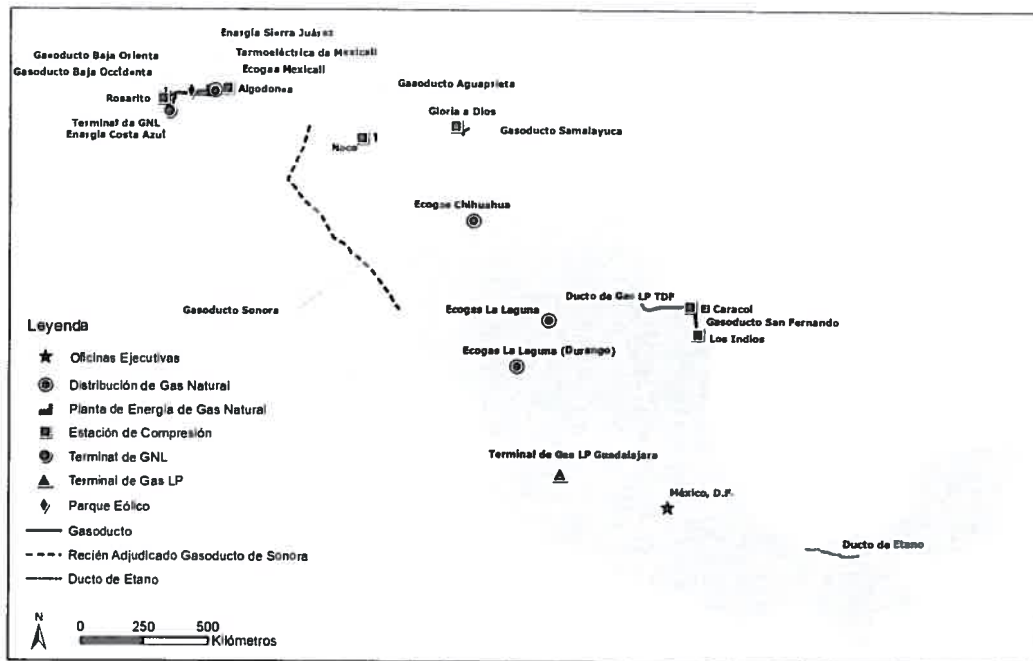 Energía Sierra Juárez
Gasoducto Baja Orienta
Termoeléctrica de Mexicali
Gasoducto Baja Occidenta
Ecogas Mexicali
Rosarito
Algodones
Terminal de GNL
Energía Costa Azul
Gasoducto Aguaprieta
Gloria a Dios
Gasoducto Samalayuca
Naco
Ecogas Chihuahua
Gasoducto Sonora
Ecogas La Laguna
Ducto de Gas LP TDF
El Caracol
Gasoducto San Fernando
Los Indios
Ecogas La Laguna (Durango)
Terminal de Gas LP Guadalajara
México, D.F.
Ducto de Etano
Leyenda
Oficinas Ejecutivas
Distribución de Gas Natural
Planta de Energía de Gas Natural
Estación de Compresión
Terminal de GNL
Terminal de Gas LP
Parque Eólico
Gasoducto
Recién Adjudicado Gasoducto de Sonora
Ducto de Etano
N
0 250 500
Kilómetros